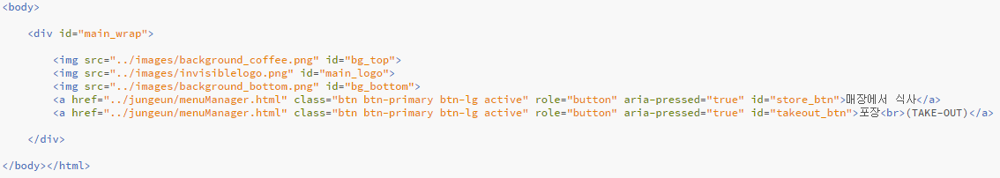 <body>
<div id="main_wrap">
<img src="../images/background_coffee.png" id="bg_top">
<img src="../images/invisiblelogo.png" id="main_logo">
<img src="../images/background_bottom.png" id="bg_bottom">
<a href="../jungeun/menuManager.html" class="btn btn-primary btn-lg active" role="button" aria-pressed="true" id="store_btn">매장에서 식사</a>
<a href="../jungeun/menuManager.html" class="btn btn-primary btn-lg active" role="button" aria-pressed="true" id="takeout_btn">포장<br>(TAKE-OUT)</a>
</div>
</body></html>